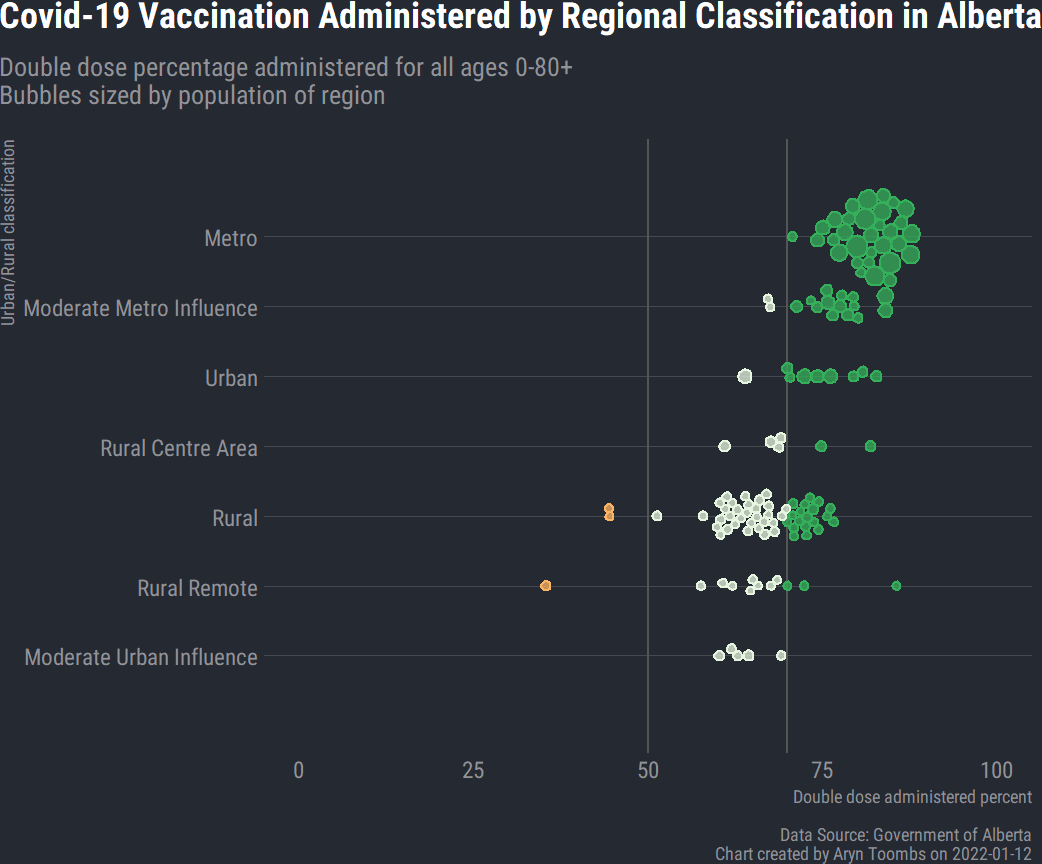 Covid-19 Vaccination Administered by Regional Classification in Alberta
Double dose percentage administered for all ages 0-80+
Bubbles sized by population of region
Urban/Rural classification
Metro
Moderate Metro Influence
Urban
Rural Centre Area
Rural
Rural Remote
Moderate Urban Influence
0 25 50 75 100
Double dose administered percent
Data Source: Government of Alberta
Chart created by Aryn Toombs on 2022-01-12